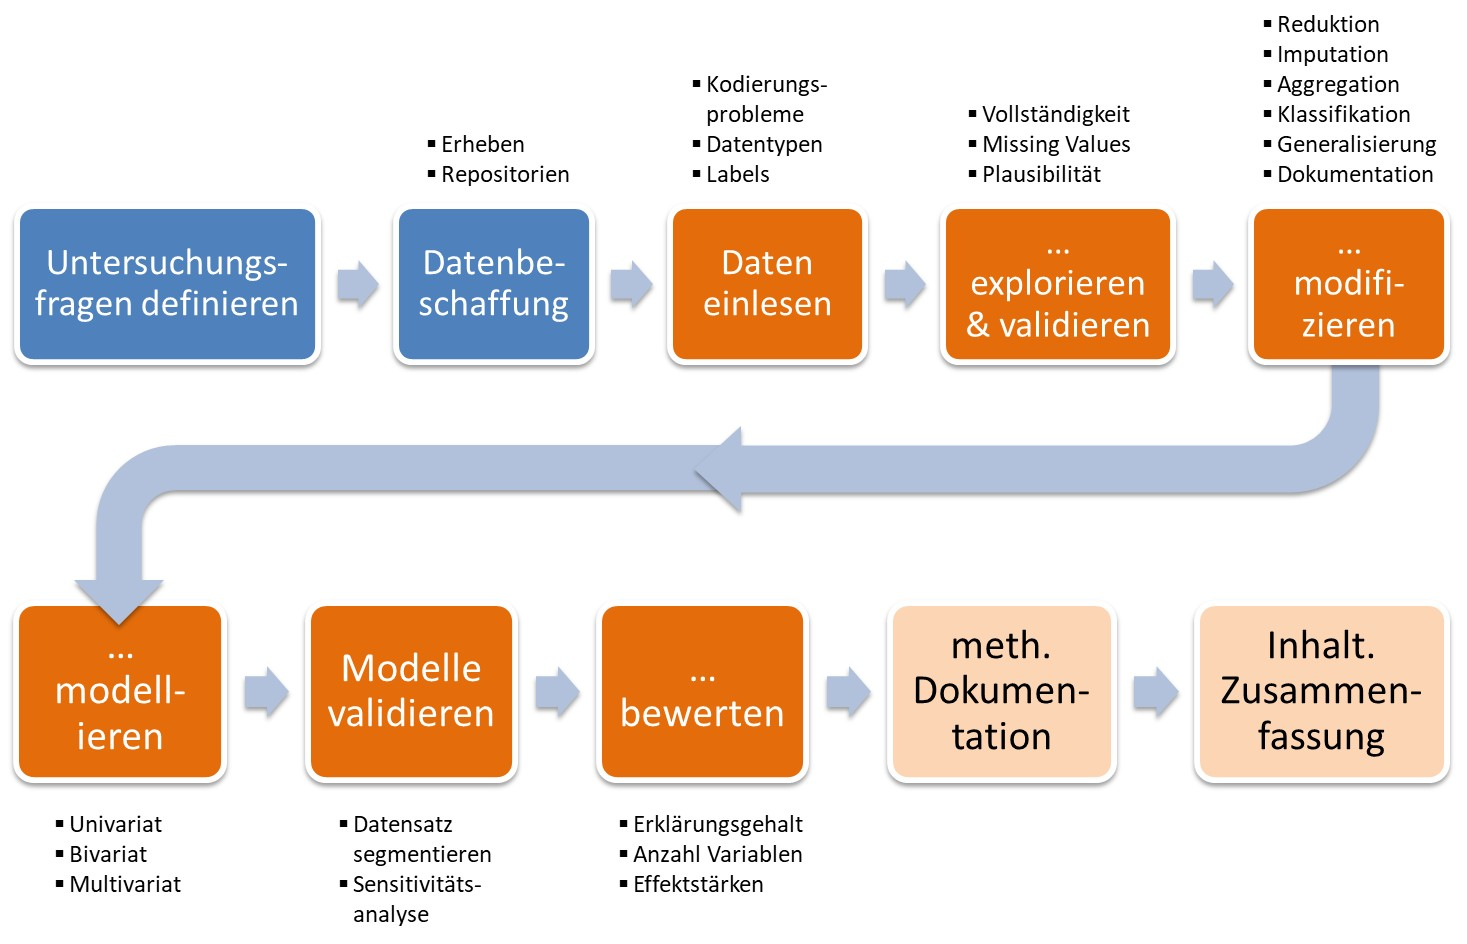 ▪ Erheben
▪ Repositorien
▪ Kodierungs-
probleme
▪ Datentypen
▪ Labels
▪ Vollständigkeit
▪ Missing Values
▪ Plausibilität
▪ Reduktion
▪ Imputation
▪ Aggregation
▪ Klassifikation
▪ Generalisierung
▪ Dokumentation
Untersuchungs-
fragen definieren
Datenbe-
schaffung
Daten
einlesen
...
explorieren
& validieren
...
modifi-
zieren
...
modell-
ieren
Modelle
validieren
...
bewerten
meth.
Dokumen-
tation
Inhalt.
Zusammen-
fassung
▪ Univariat
▪ Bivariat
▪ Multivariat
▪ Datensatz
segmentieren
▪ Sensitivitäts-
analyse
▪ Erklärungsgehalt
▪ Anzahl Variablen
▪ Effektstärken